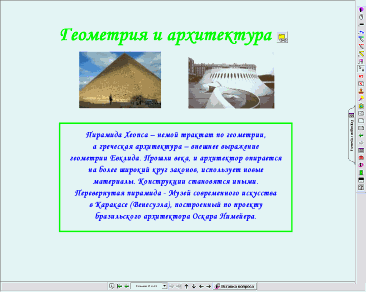 Геометрия и архитектура
Пирамида Хеопса – немой трактат по геометрии,
а греческая архитектура – внешнее выражение
геометрии Евклида. Прошли века, и архитектор опирается
на более широкий круг законов, использует новые
материалы. Конструкции становятся иными.
Перевернутая пирамида - Музей современного искусства
в Каракасе (Венесуэла), построенный по проекту
бразильского архитектора Оскара Нимейера.
Вставка вопроса